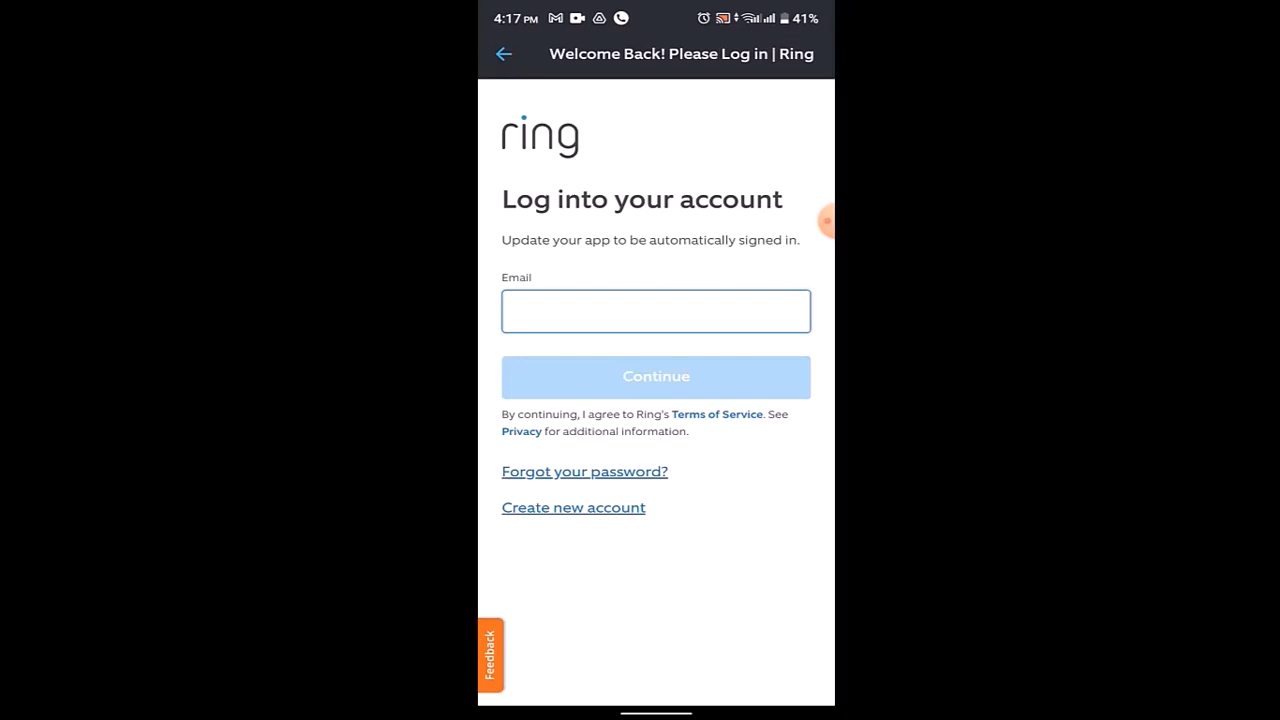 4:17 PM 41%
Welcome Back! Please Log in | Ring
ring
Log into your account
Update your app to be automatically signed in.
Email
Continue
By continuing, I agree to Ring's Terms of Service. See
Privacy for additional information.
Forgot your password?
Create new account
Feedback